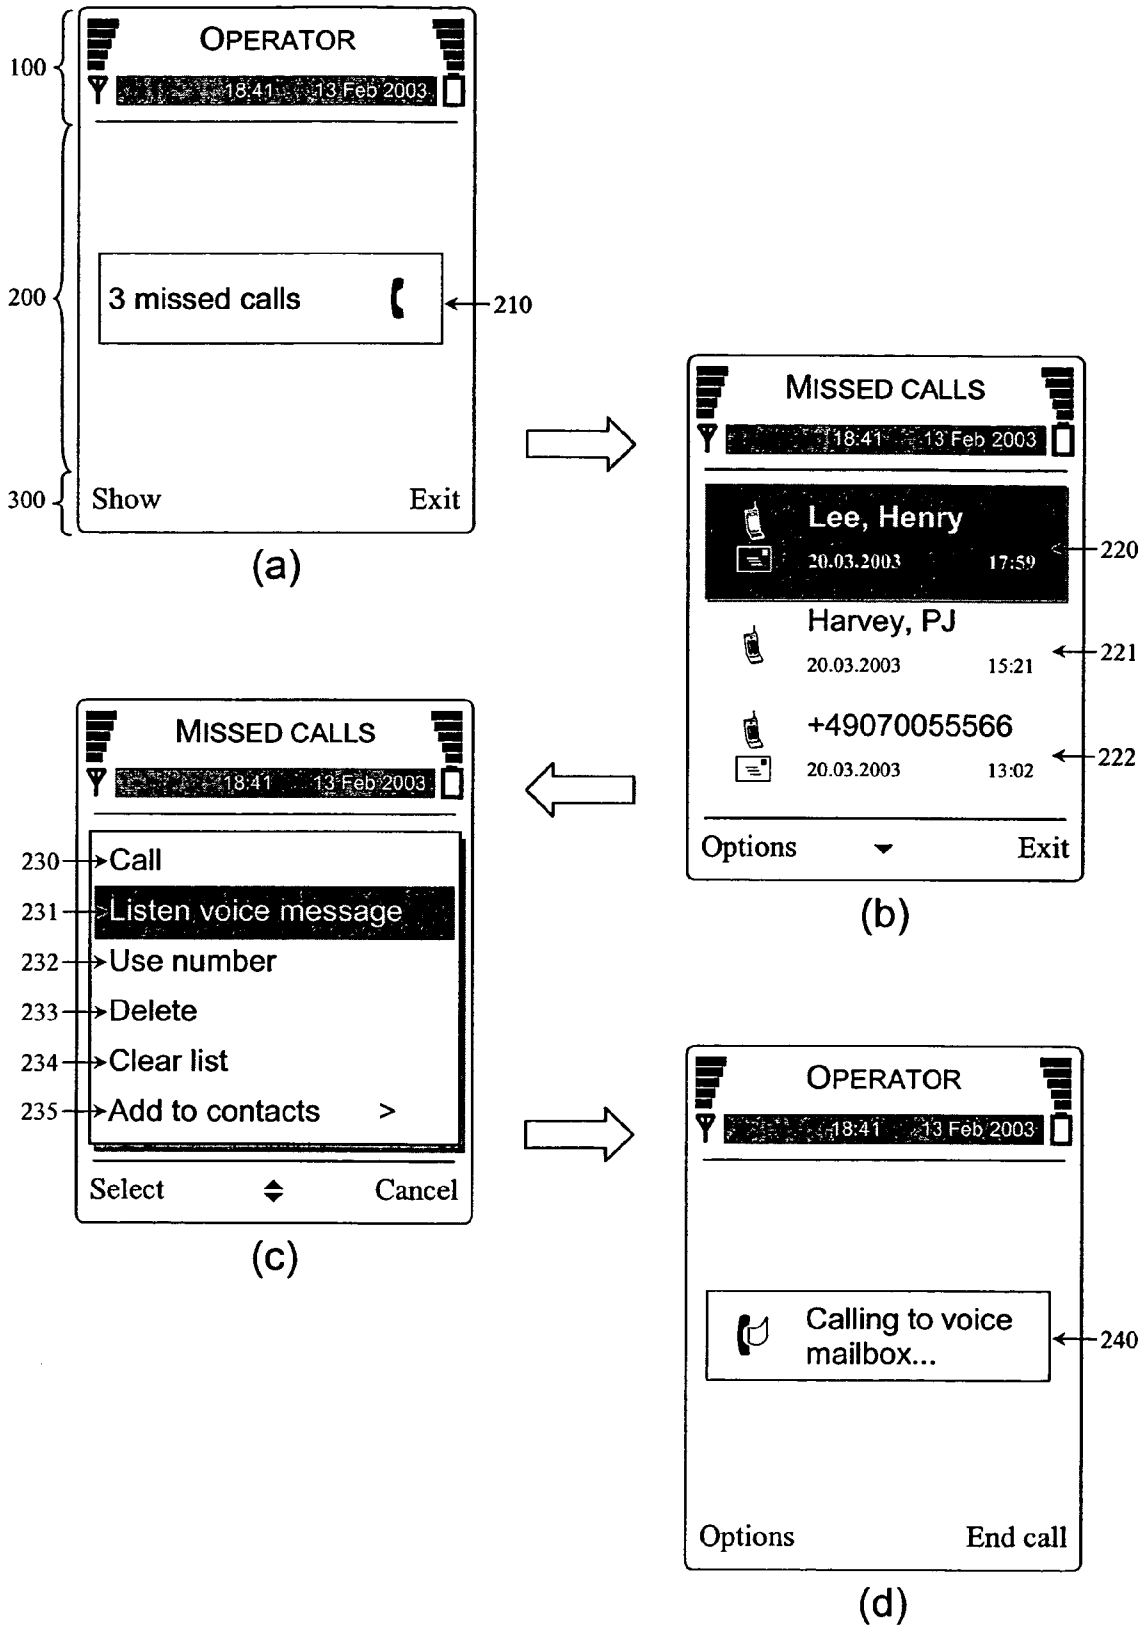 OPERATOR
100
18:41 13 Feb 2003
200
3 missed calls
210
300
Show Exit
(a)
MISSED CALLS
18:41 13 Feb 2003
Lee, Henry
20.03.2003 17:59
220
Harvey, PJ
20.03.2003 15:21
221
+49070055566
20.03.2003 13:02
222
Options Exit
(b)
MISSED CALLS
18:41 13 Feb 2003
230 Call
231 >Listen voice message
232 Use number
233 Delete
234 Clear list
235 Add to contacts >
Select Cancel
(c)
OPERATOR
18:41 13 Feb 2003
Calling to voice
mailbox...
240
Options End call
(d)